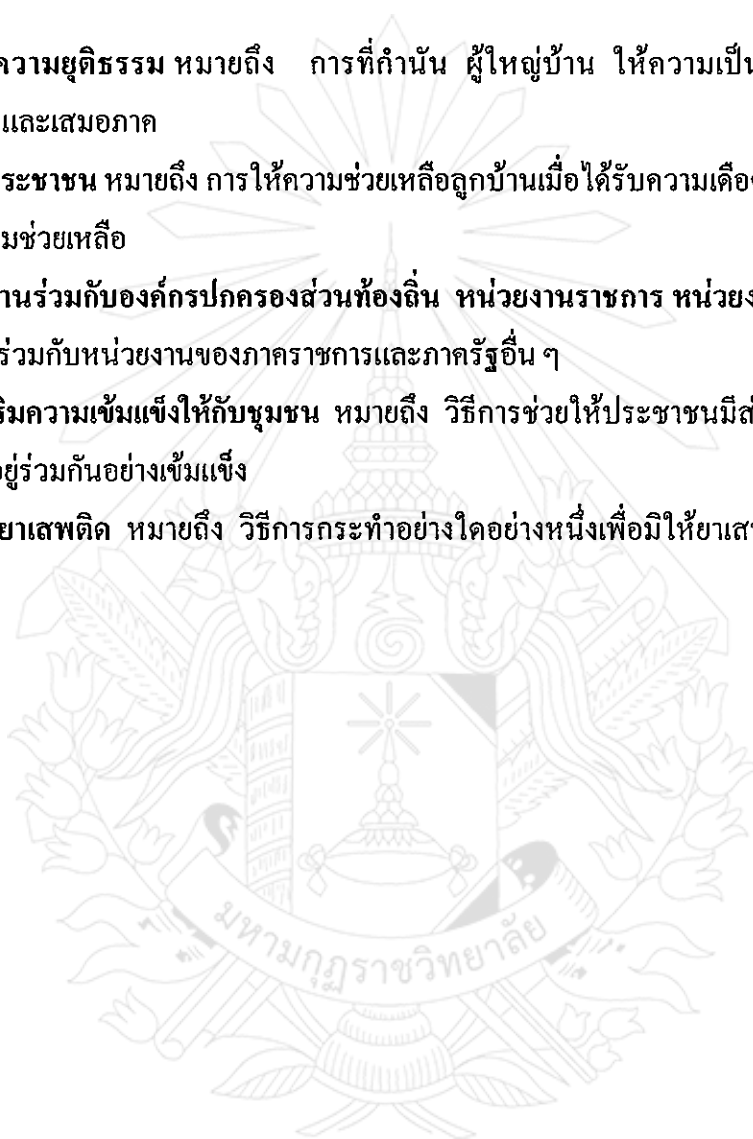 ความยุติธรรม หมายถึง การที่กำนัน ผู้ใหญ่บ้าน ให้ความเป็น
และเสมอภาค
ระชาชน หมายถึง การให้ความช่วยเหลือลูกบ้านเมื่อได้รับความเดือ
มช่วยเหลือ
านร่วมกับองค์กรปกครองส่วนท้องถิ่น หน่วยงานราชการ หน่วยง
ร่วมกับหน่วยงานของภาคราชการและภาครัฐอื่น ๆ
ริมความเข้มแข็งให้กับชุมชน หมายถึง วิธีการช่วยให้ประชาชนมีส่
อยู่ร่วมกันอย่างเข้มแข็ง
ยาเสพติด หมายถึง วิธีการกระทำอย่างใดอย่างหนึ่งเพื่อมิให้ยาเส
มหามกุฏราชวิทยาลัย